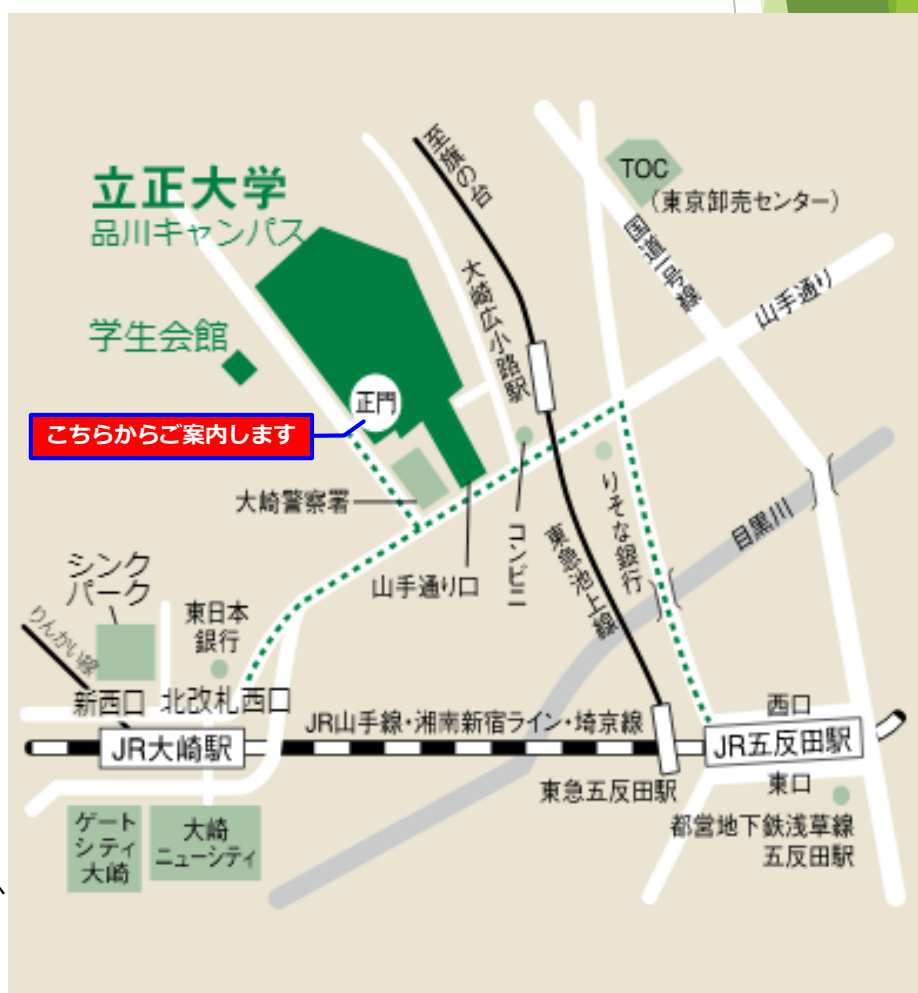 至旗の台
TOC
(東京卸売センター)
立正大学
品川キャンパス
国道一号線
山手通り
大崎広小路駅
学生会館
正門
こちらからご案内します
大崎警察署
りそな銀行
目黒川
コンビニ
東急池上線
山手通り口
シンク
パーク
東日本
銀行
りんかい線
新西口
北改札西口
西口
JR山手線・湘南新宿ライン・埼京線
JR大崎駅
JR五反田駅
東急五反田駅
東口
都営地下鉄浅草線
五反田駅
ゲート
シティ
大崎
大崎
ニューシティ
、